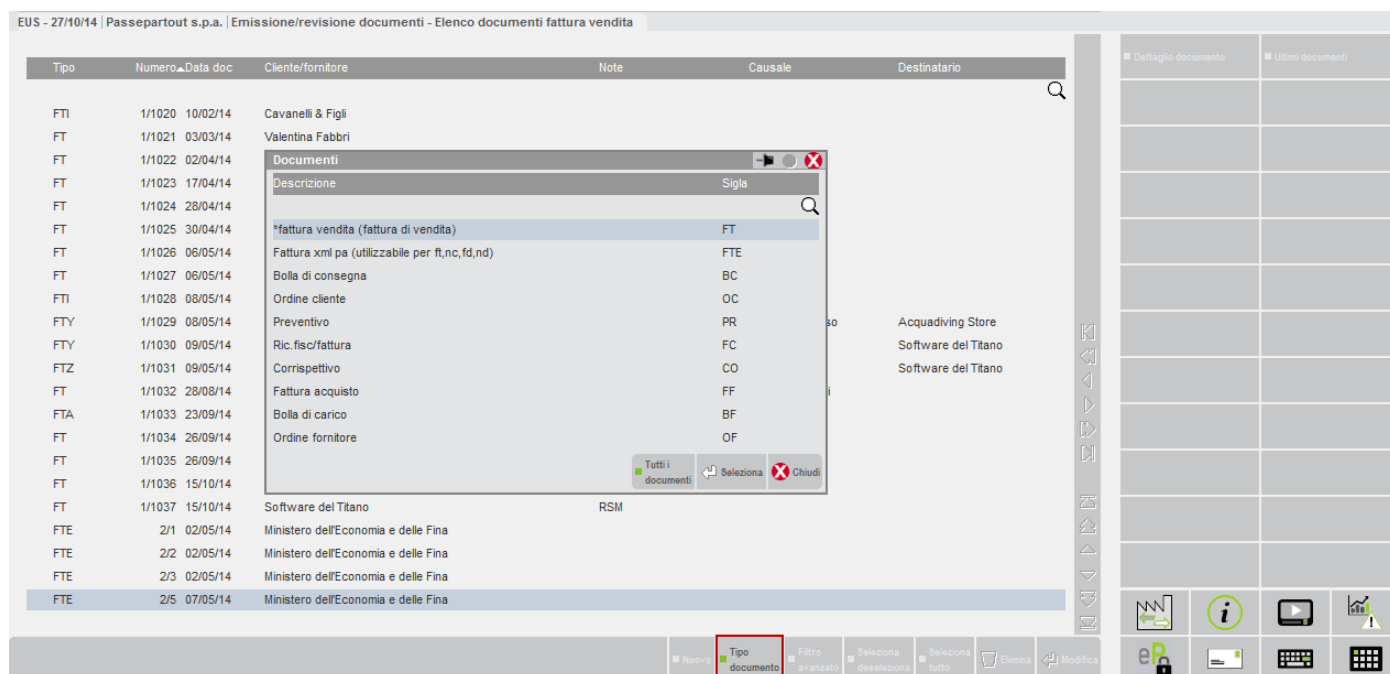 EUS - 27/10/14 | Passepartout s.p.a. | Emissione/revisione documenti - Elenco documenti fattura vendita
Tipo Numero Data doc Cliente/fornitore Note Causale Destinatario
FTI 1/1020 10/02/14 Cavanelli & Figli
FT 1/1021 03/03/14 Valentina Fabbri
FT 1/1022 02/04/14
FT 1/1023 17/04/14
FT 1/1024 28/04/14
FT 1/1025 30/04/14
FT 1/1026 06/05/14
FT 1/1027 06/05/14
FTI 1/1028 08/05/14
FTY 1/1029 08/05/14 so Acquadiving Store
FTY 1/1030 09/05/14 Software del Titano
FTZ 1/1031 09/05/14 Software del Titano
FT 1/1032 28/08/14 i
FTA 1/1033 23/09/14
FT 1/1034 26/09/14
FT 1/1035 26/09/14
FT 1/1036 15/10/14
FT 1/1037 15/10/14 Software del Titano RSM
FTE 2/1 02/05/14 Ministero dell'Economia e delle Fina
FTE 2/2 02/05/14 Ministero dell'Economia e delle Fina
FTE 2/3 02/05/14 Ministero dell'Economia e delle Fina
FTE 2/5 07/05/14 Ministero dell'Economia e delle Fina
Documenti
Descrizione Sigla
*fattura vendita (fattura di vendita) FT
Fattura xml pa (utilizzabile per ft,nc,fd,nd) FTE
Bolla di consegna BC
Ordine cliente OC
Preventivo PR
Ric.fisc/fattura FC
Corrispettivo CO
Fattura acquisto FF
Bolla di carico BF
Ordine fornitore OF
Tutti i
documenti
Seleziona
Chiudi
Nuovo
Tipo
documento
Filtro
avanzato
Seleziona
deseleziona
Seleziona
tutto
Elimina
Modifica
Dettaglio documento
Ultimi documenti